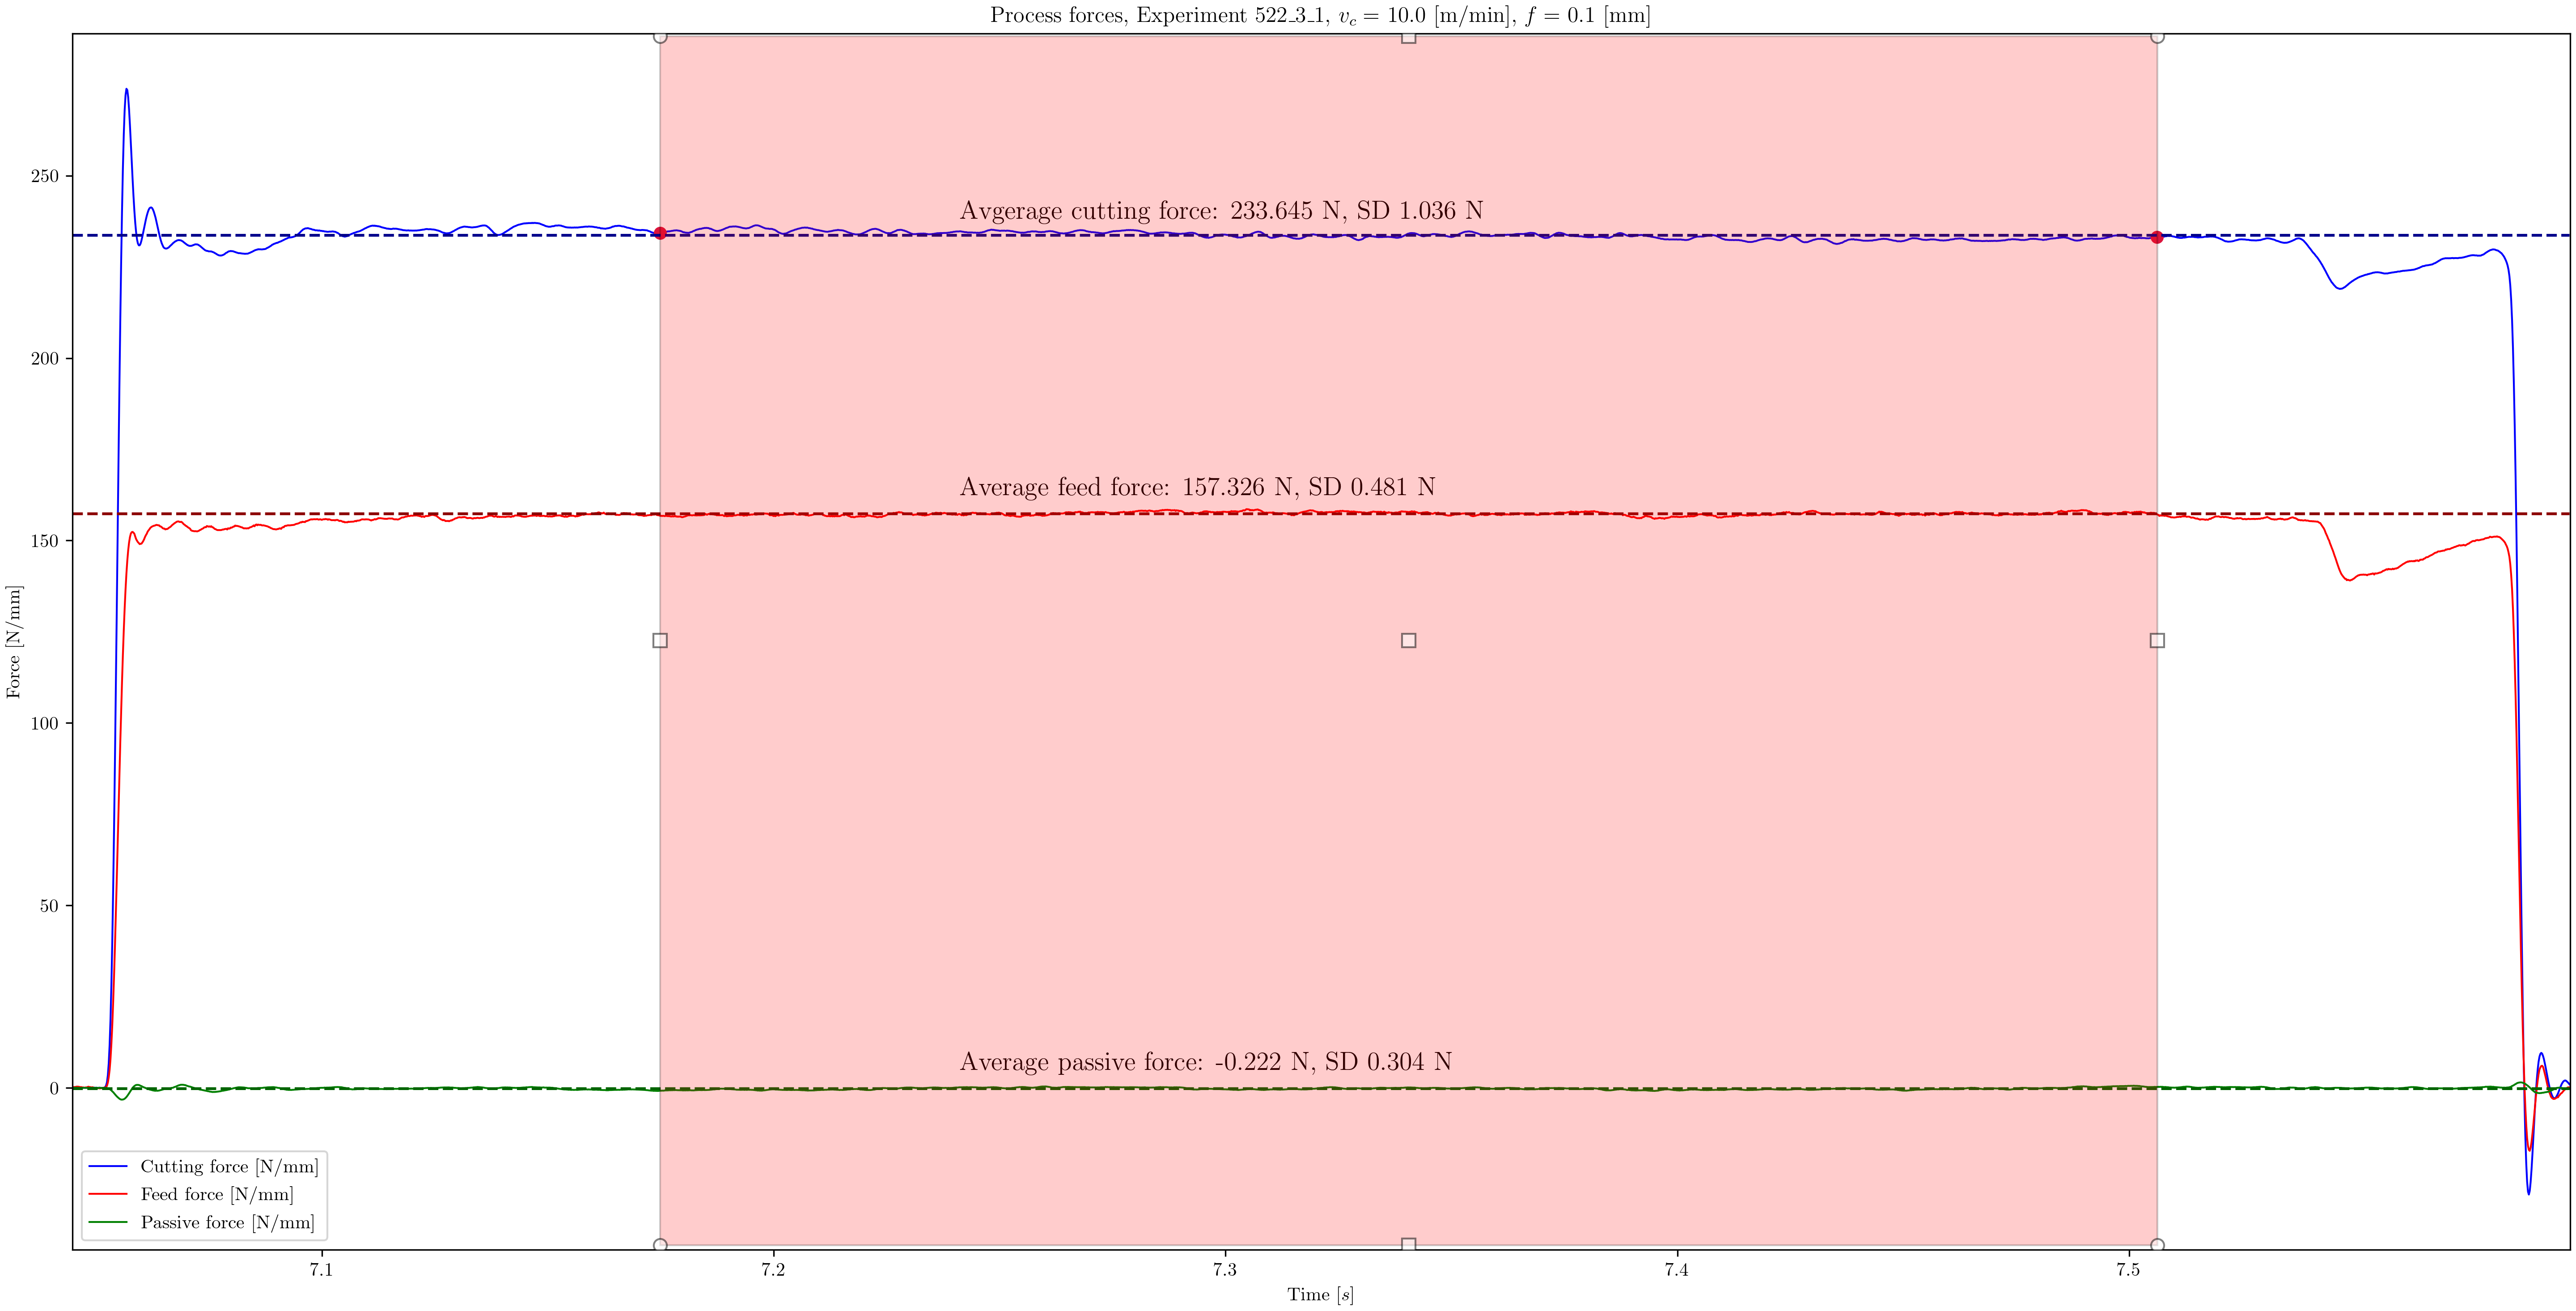 Process forces, Experiment 522_3_1, v_c = 10.0 [m/min], f = 0.1 [mm]
250
200
150
100
50
0
Force [N/mm]
Avgerage cutting force: 233.645 N, SD 1.036 N
Average feed force: 157.326 N, SD 0.481 N
Average passive force: -0.222 N, SD 0.304 N
Cutting force [N/mm]
Feed force [N/mm]
Passive force [N/mm]
7.1 7.2 7.3 7.4 7.5
Time [s]